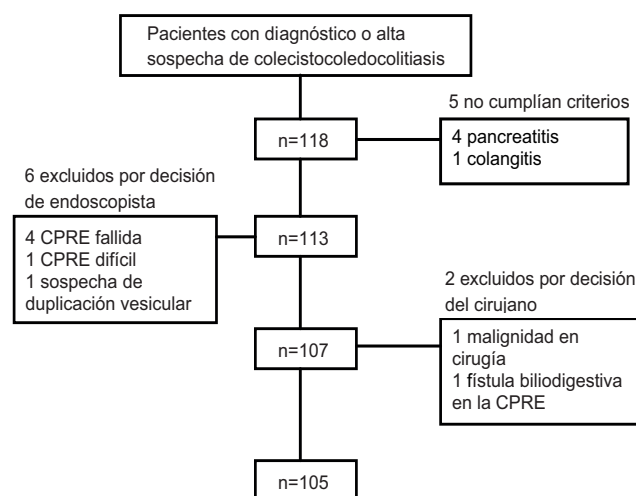 Pacientes con diagnóstico o alta
sospecha de colecistocoledocolitiasis
5 no cumplían criterios
n=118
4 pancreatitis
1 colangitis
6 excluidos por decisión
de endoscopista
4 CPRE fallida
1 CPRE difícil
1 sospecha de
duplicación vesicular
n=113
2 excluidos por decisión
del cirujano
n=107
1 malignidad en
cirugía
1 fístula biliodigestiva
en la CPRE
n=105